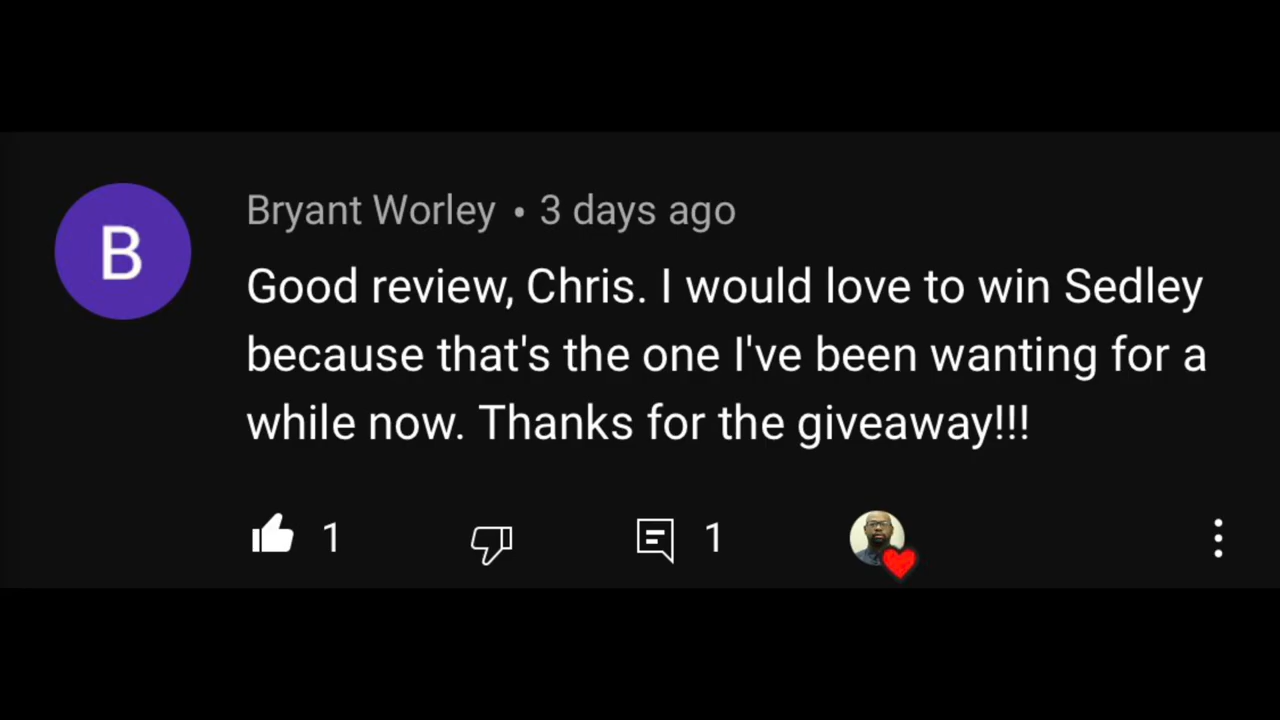 B
Bryant Worley • 3 days ago
Good review, Chris. I would love to win Sedley
because that's the one I've been wanting for a
while now. Thanks for the giveaway!!!
1 1